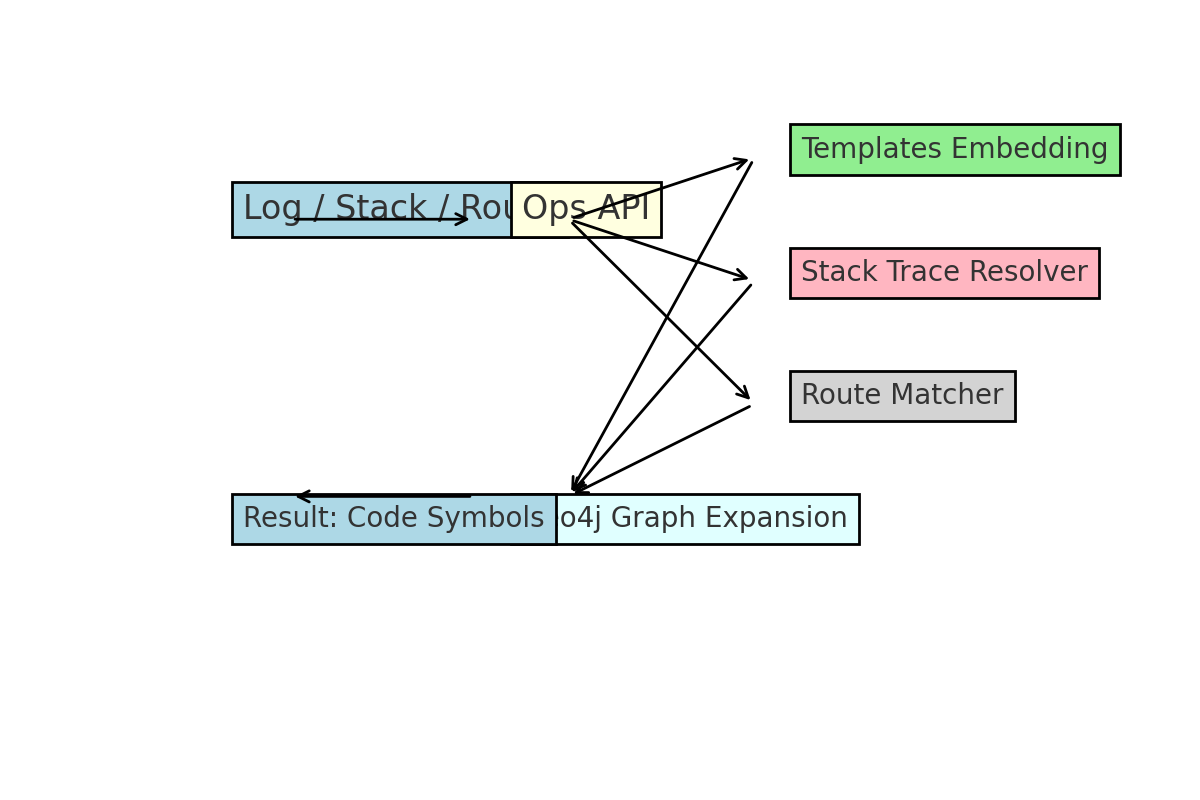 Templates Embedding
Log / Stack / Rou
Ops API
Stack Trace Resolver
Route Matcher
Result: Code Symbols
o4j Graph Expansion